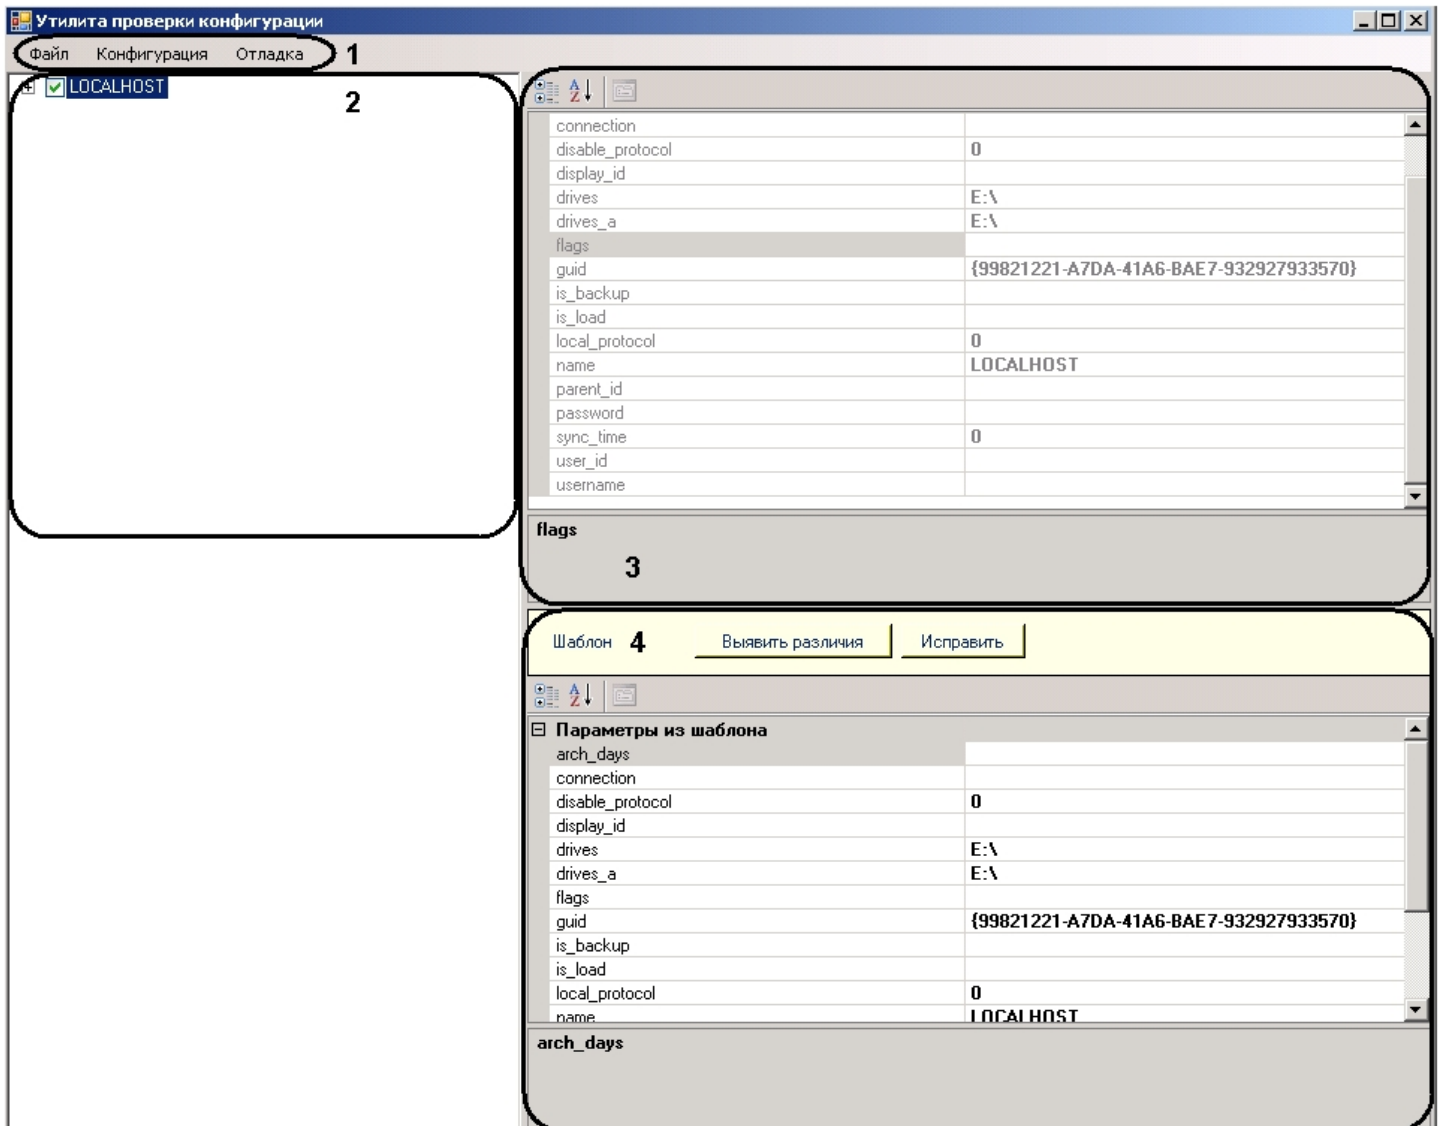 Утилита проверки конфигурации
Файл Конфигурация Отладка 1
LOCALHOST
2
connection
disable_protocol 0
display_id
drives E:\
drives_a E:\
flags
guid {99821221-A7DA-41A6-BAE7-932927933570}
is_backup
is_load
local_protocol 0
name LOCALHOST
parent_id
password
sync_time 0
user_id
username
flags
3
Шаблон 4 Выявить различия Исправить
Параметры из шаблона
arch_days
connection
disable_protocol 0
display_id
drives E:\
drives_a E:\
flags
guid {99821221-A7DA-41A6-BAE7-932927933570}
is_backup
is_load
local_protocol 0
name LOCALHOST
arch_days